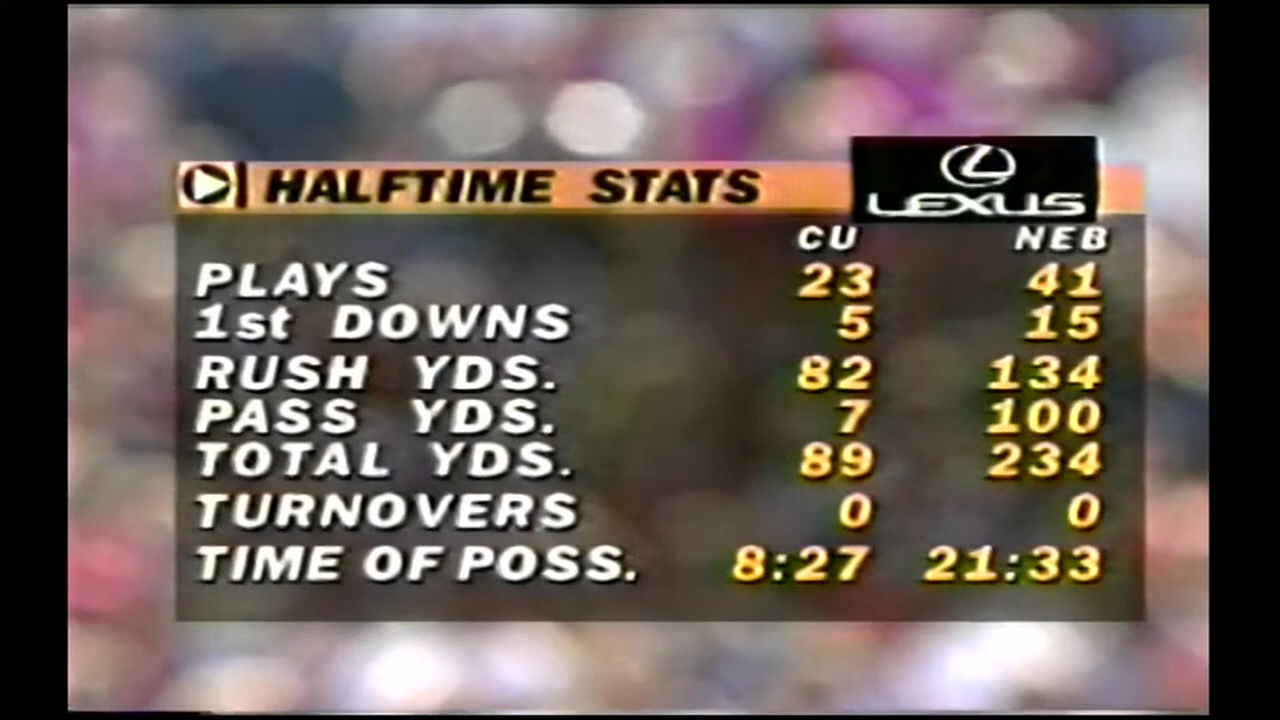 HALFTIME STATS
LEXUS
CU NEB
PLAYS 23 41
1st DOWNS 5 15
RUSH YDS. 82 134
PASS YDS. 7 100
TOTAL YDS. 89 234
TURNOVERS 0 0
TIME OF POSS. 8:27 21:33